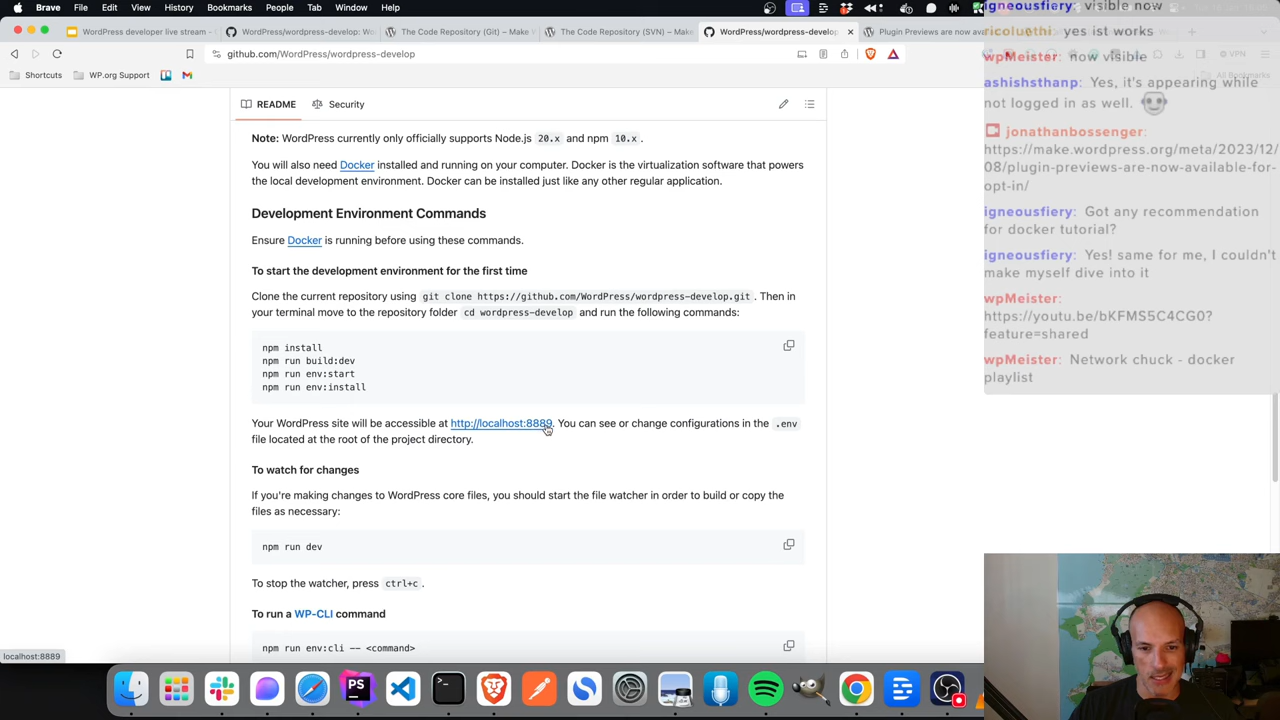 Brave File Edit View History Bookmarks People Tab Window Help
WordPress developer live stream -
WordPress/wordpress-develop: Wo
The Code Repository (Git) – Make W
The Code Repository (SVN) – Make
WordPress/wordpress-develop
Plugin Previews are now ava
github.com/WordPress/wordpress-develop
VPN
Shortcuts
WP.org Support
All Bookmarks
README
Security
Note: WordPress currently only officially supports Node.js 20.x and npm 10.x.
You will also need Docker installed and running on your computer. Docker is the virtualization software that powers
the local development environment. Docker can be installed just like any other regular application.
Development Environment Commands
Ensure Docker is running before using these commands.
To start the development environment for the first time
Clone the current repository using git clone https://github.com/WordPress/wordpress-develop.git. Then in
your terminal move to the repository folder cd wordpress-develop and run the following commands:
npm install
npm run build:dev
npm run env:start
npm run env:install
Your WordPress site will be accessible at http://localhost:8889. You can see or change configurations in the .env
file located at the root of the project directory.
To watch for changes
If you're making changes to WordPress core files, you should start the file watcher in order to build or copy the
files as necessary:
npm run dev
To stop the watcher, press ctrl+c.
To run a WP-CLI command
npm run env:cli -- <command>
localhost:8889
igneousfiery: visible now
ricoluethi: yes ist works
wpMeister: now visible
ashishsthanp: Yes, it's appearing while
not logged in as well.
jonathanbossenger:
https://make.wordpress.org/meta/2023/12/
08/plugin-previews-are-now-available-for-
opt-in/
igneousfiery: Got any recommendation
for docker tutorial?
igneousfiery: Yes! same for me, I couldn't
make myself dive into it
wpMeister:
https://youtu.be/bKFMS5C4CG0?
feature=shared
wpMeister: Network chuck - docker
playlist